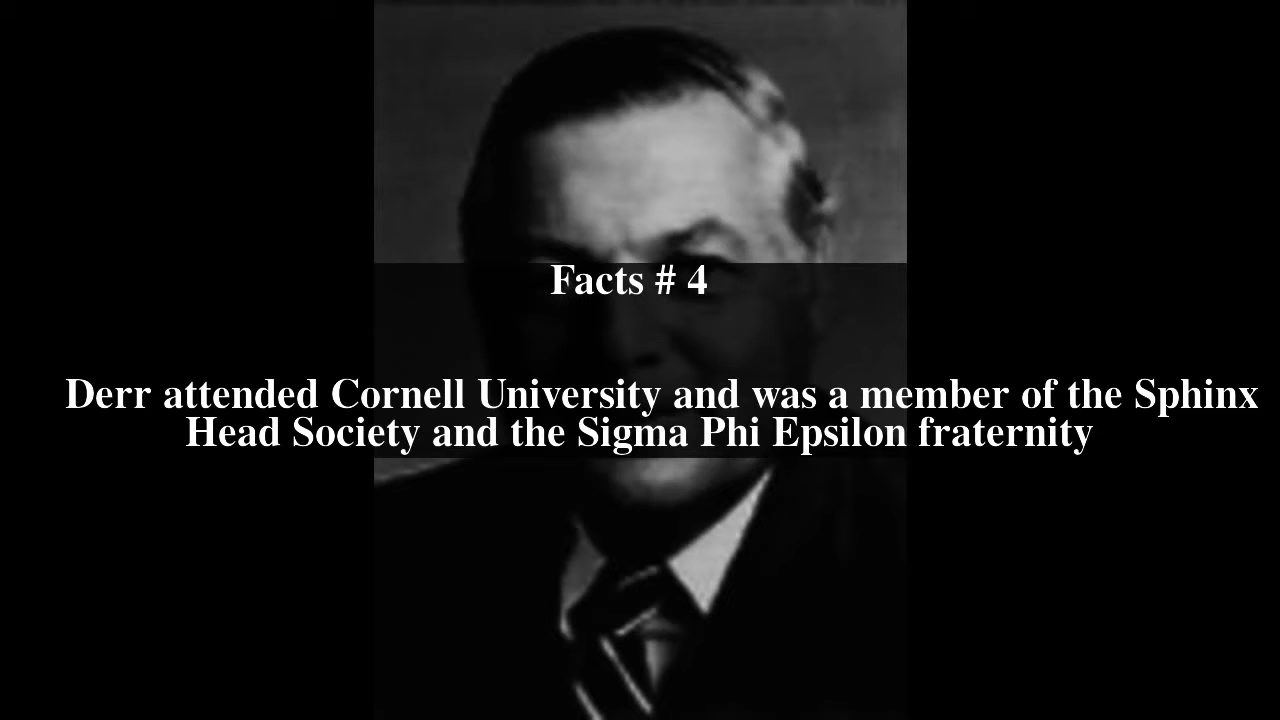 Facts # 4
Derr attended Cornell University and was a member of the Sphinx
Head Society and the Sigma Phi Epsilon fraternity